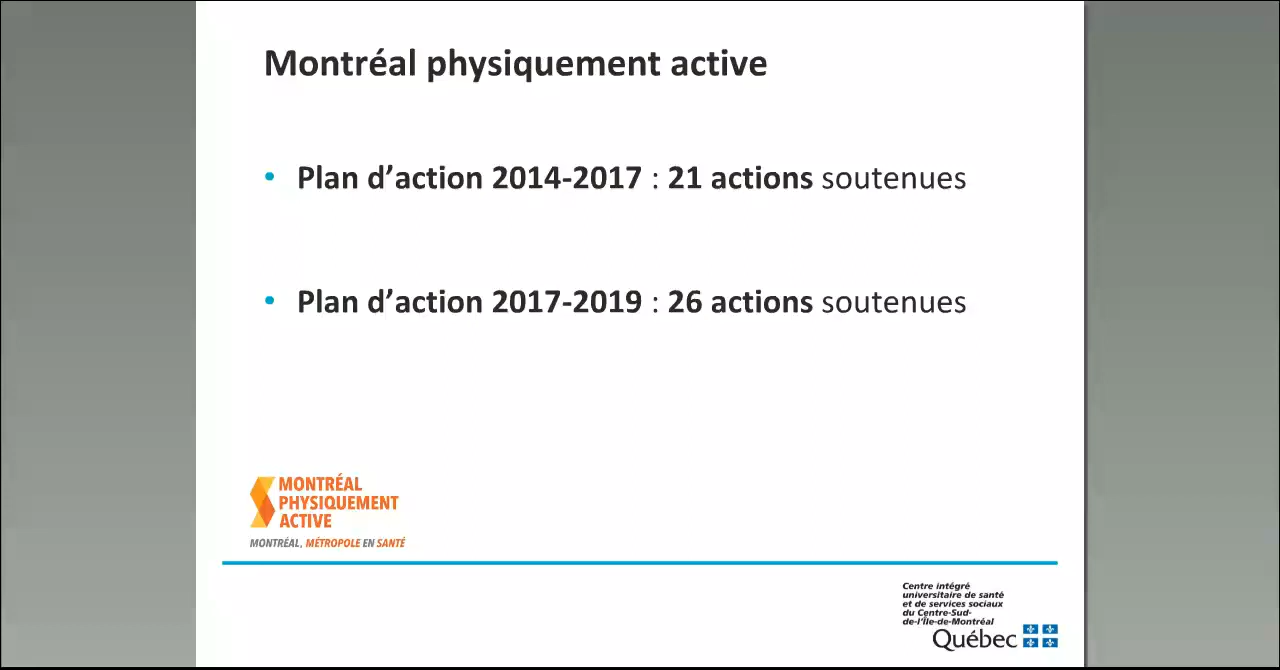 Montréal physiquement active
• Plan d’action 2014-2017 : 21 actions soutenues
• Plan d’action 2017-2019 : 26 actions soutenues
MONTRÉAL
PHYSIQUEMENT
ACTIVE
MONTRÉAL, MÉTROPOLE EN SANTÉ
Centre intégré
universitaire de santé
et de services sociaux
du Centre-Sud-
de-l’Île-de-Montréal
Québec